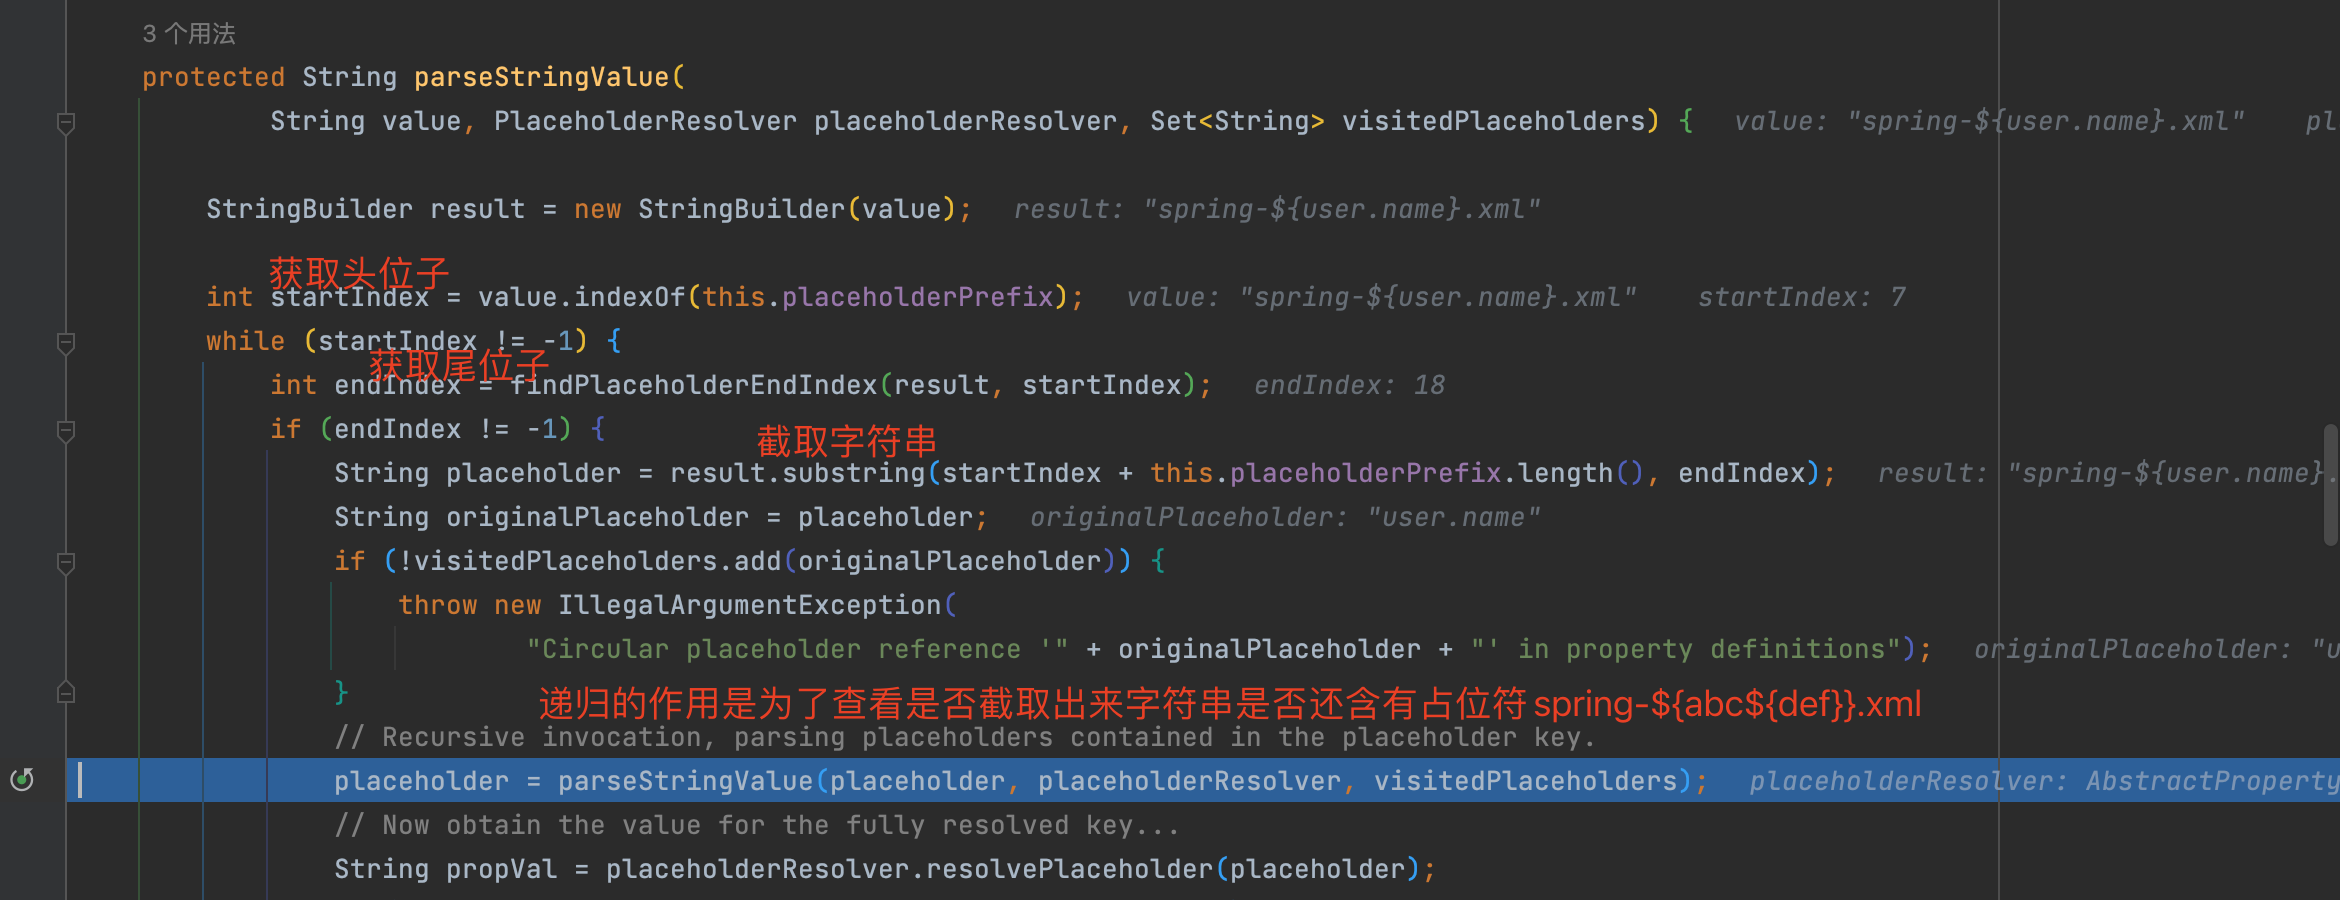 3 个用法
protected String parseStringValue(
String value, PlaceholderResolver placeholderResolver, Set<String> visitedPlaceholders) { value: "spring-${user.name}.xml" pl
StringBuilder result = new StringBuilder(value); result: "spring-${user.name}.xml"
获取头位子
int startIndex = value.indexOf(this.placeholderPrefix); value: "spring-${user.name}.xml" startIndex: 7
while (startIndex != -1) {
获取尾位子
int endIndex = findPlaceholderEndIndex(result, startIndex); endIndex: 18
if (endIndex != -1) {
截取字符串
String placeholder = result.substring(startIndex + this.placeholderPrefix.length(), endIndex); result: "spring-${user.name}.
String originalPlaceholder = placeholder; originalPlaceholder: "user.name"
if (!visitedPlaceholders.add(originalPlaceholder)) {
throw new IllegalArgumentException(
"Circular placeholder reference '" + originalPlaceholder + "' in property definitions"); originalPlaceholder: "u
}
递归的作用是为了查看是否截取出来字符串是否还含有占位符 spring-${abc${def}}.xml
// Recursive invocation, parsing placeholders contained in the placeholder key.
placeholder = parseStringValue(placeholder, placeholderResolver, visitedPlaceholders); placeholderResolver: AbstractProperty
// Now obtain the value for the fully resolved key...
String propVal = placeholderResolver.resolvePlaceholder(placeholder);